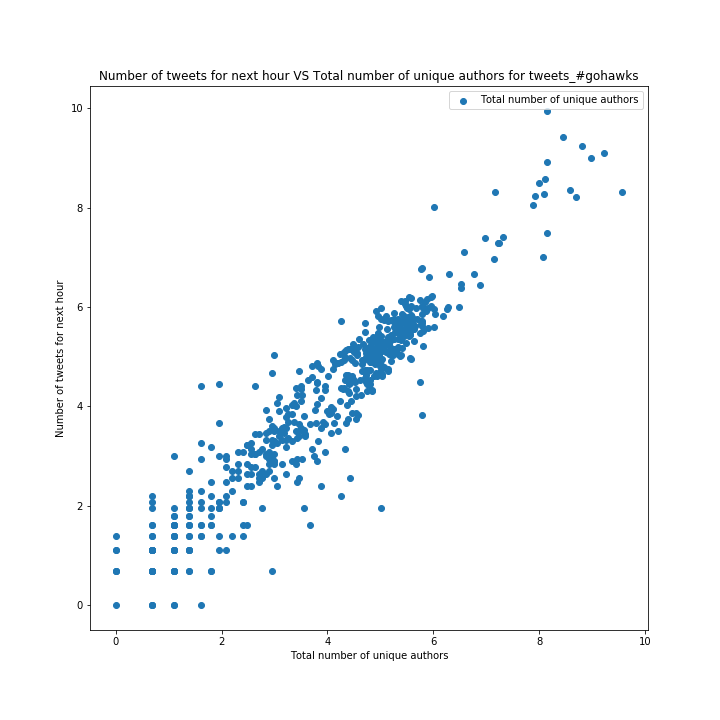 Number of tweets for next hour VS Total number of unique authors for tweets_#gohawks
Total number of unique authors
10
8
6
4
2
0
Number of tweets for next hour
0 2 4 6 8 10
Total number of unique authors